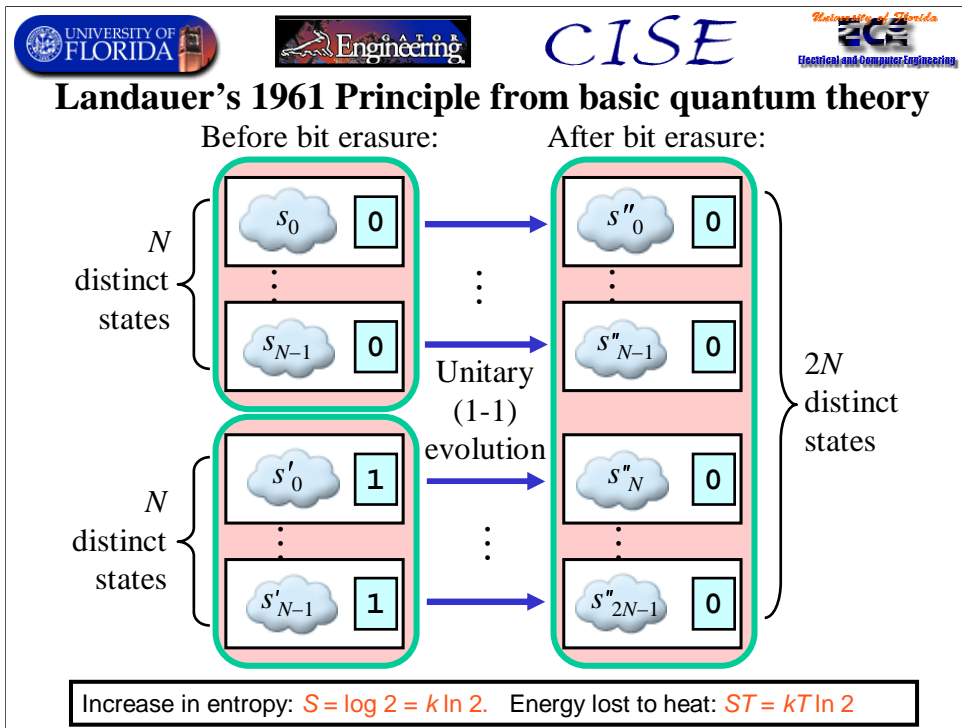 UNIVERSITY OF
FLORIDA
GATOR
Engineering
CISE
University of Florida
ECE
Electrical and Computer Engineering
Landauer's 1961 Principle from basic quantum theory
Before bit erasure:
After bit erasure:
N
distinct
states
s0 0
⋮
sN−1 0
N
distinct
states
s′0 1
⋮
s′N−1 1
⋮
Unitary
(1-1)
evolution
⋮
s″0 0
⋮
s″N−1 0
s″N 0
⋮
s″2N−1 0
2N
distinct
states
Increase in entropy: S = log 2 = k ln 2. Energy lost to heat: ST = kT ln 2